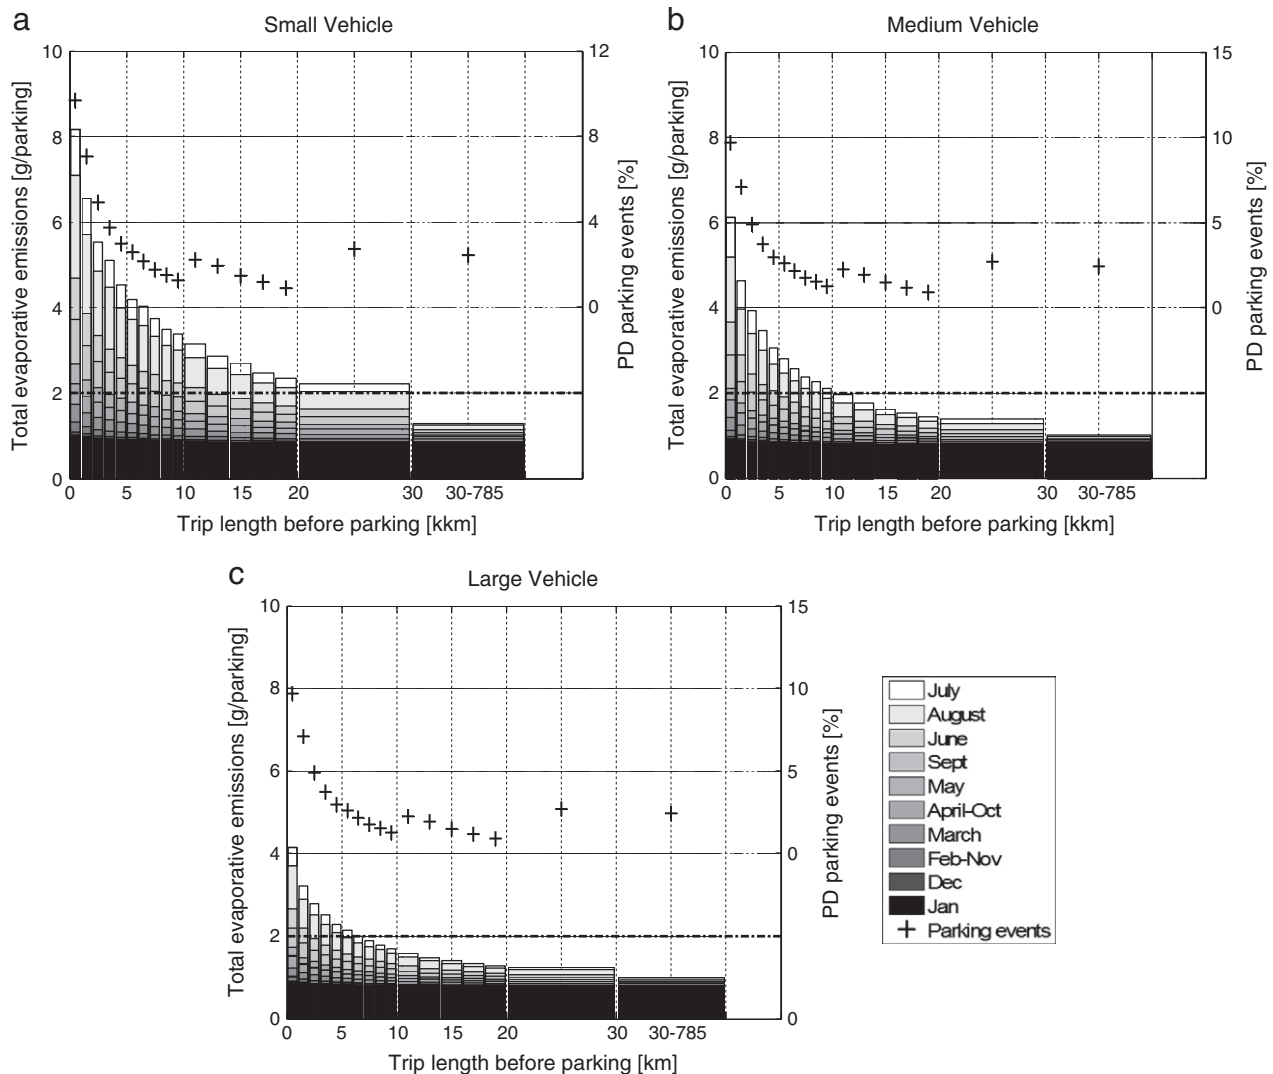 a
Small Vehicle
Total evaporative emissions [g/parking]
10
8
6
4
2
0
12
8
4
0
PD parking events [%]
0 5 10 15 20 30 30-785
Trip length before parking [kkm]
b
Medium Vehicle
Total evaporative emissions [g/parking]
10
8
6
4
2
0
15
10
5
0
PD parking events [%]
0 5 10 15 20 30 30-785
Trip length before parking [kkm]
c
Large Vehicle
Total evaporative emissions [g/parking]
10
8
6
4
2
0
15
10
5
0
0
PD parking events [%]
0 5 10 15 20 30 30-785
Trip length before parking [km]
July
August
June
Sept
May
April-Oct
March
Feb-Nov
Dec
Jan
Parking events